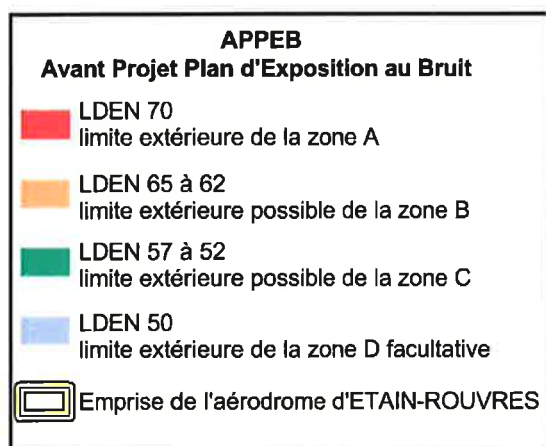 APPEB
Avant Projet Plan d'Exposition au Bruit
LDEN 70
limite extérieure de la zone A
LDEN 65 à 62
limite extérieure possible de la zone B
LDEN 57 à 52
limite extérieure possible de la zone C
LDEN 50
limite extérieure de la zone D facultative
Emprise de l'aérodrome d'ETAIN-ROUVRES